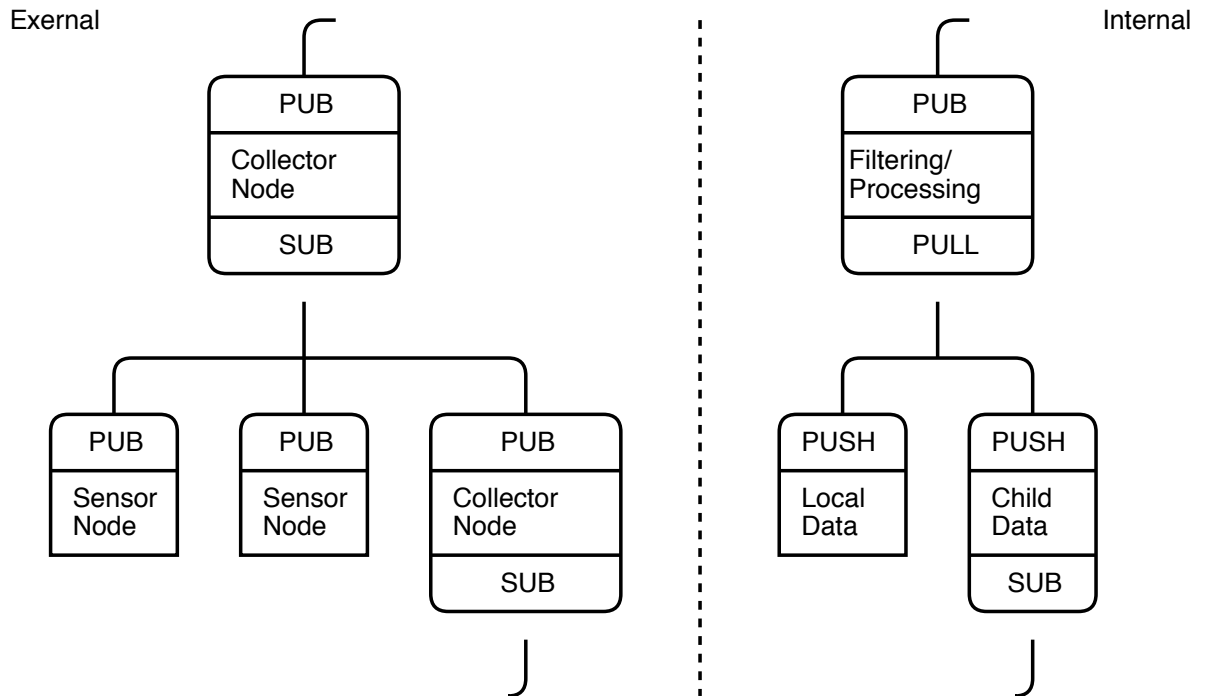 Exernal
Internal
PUB
Collector
Node
SUB
PUB
Filtering/
Processing
PULL
PUB
Sensor
Node
PUB
Sensor
Node
PUB
Collector
Node
SUB
PUSH
Local
Data
PUSH
Child
Data
SUB